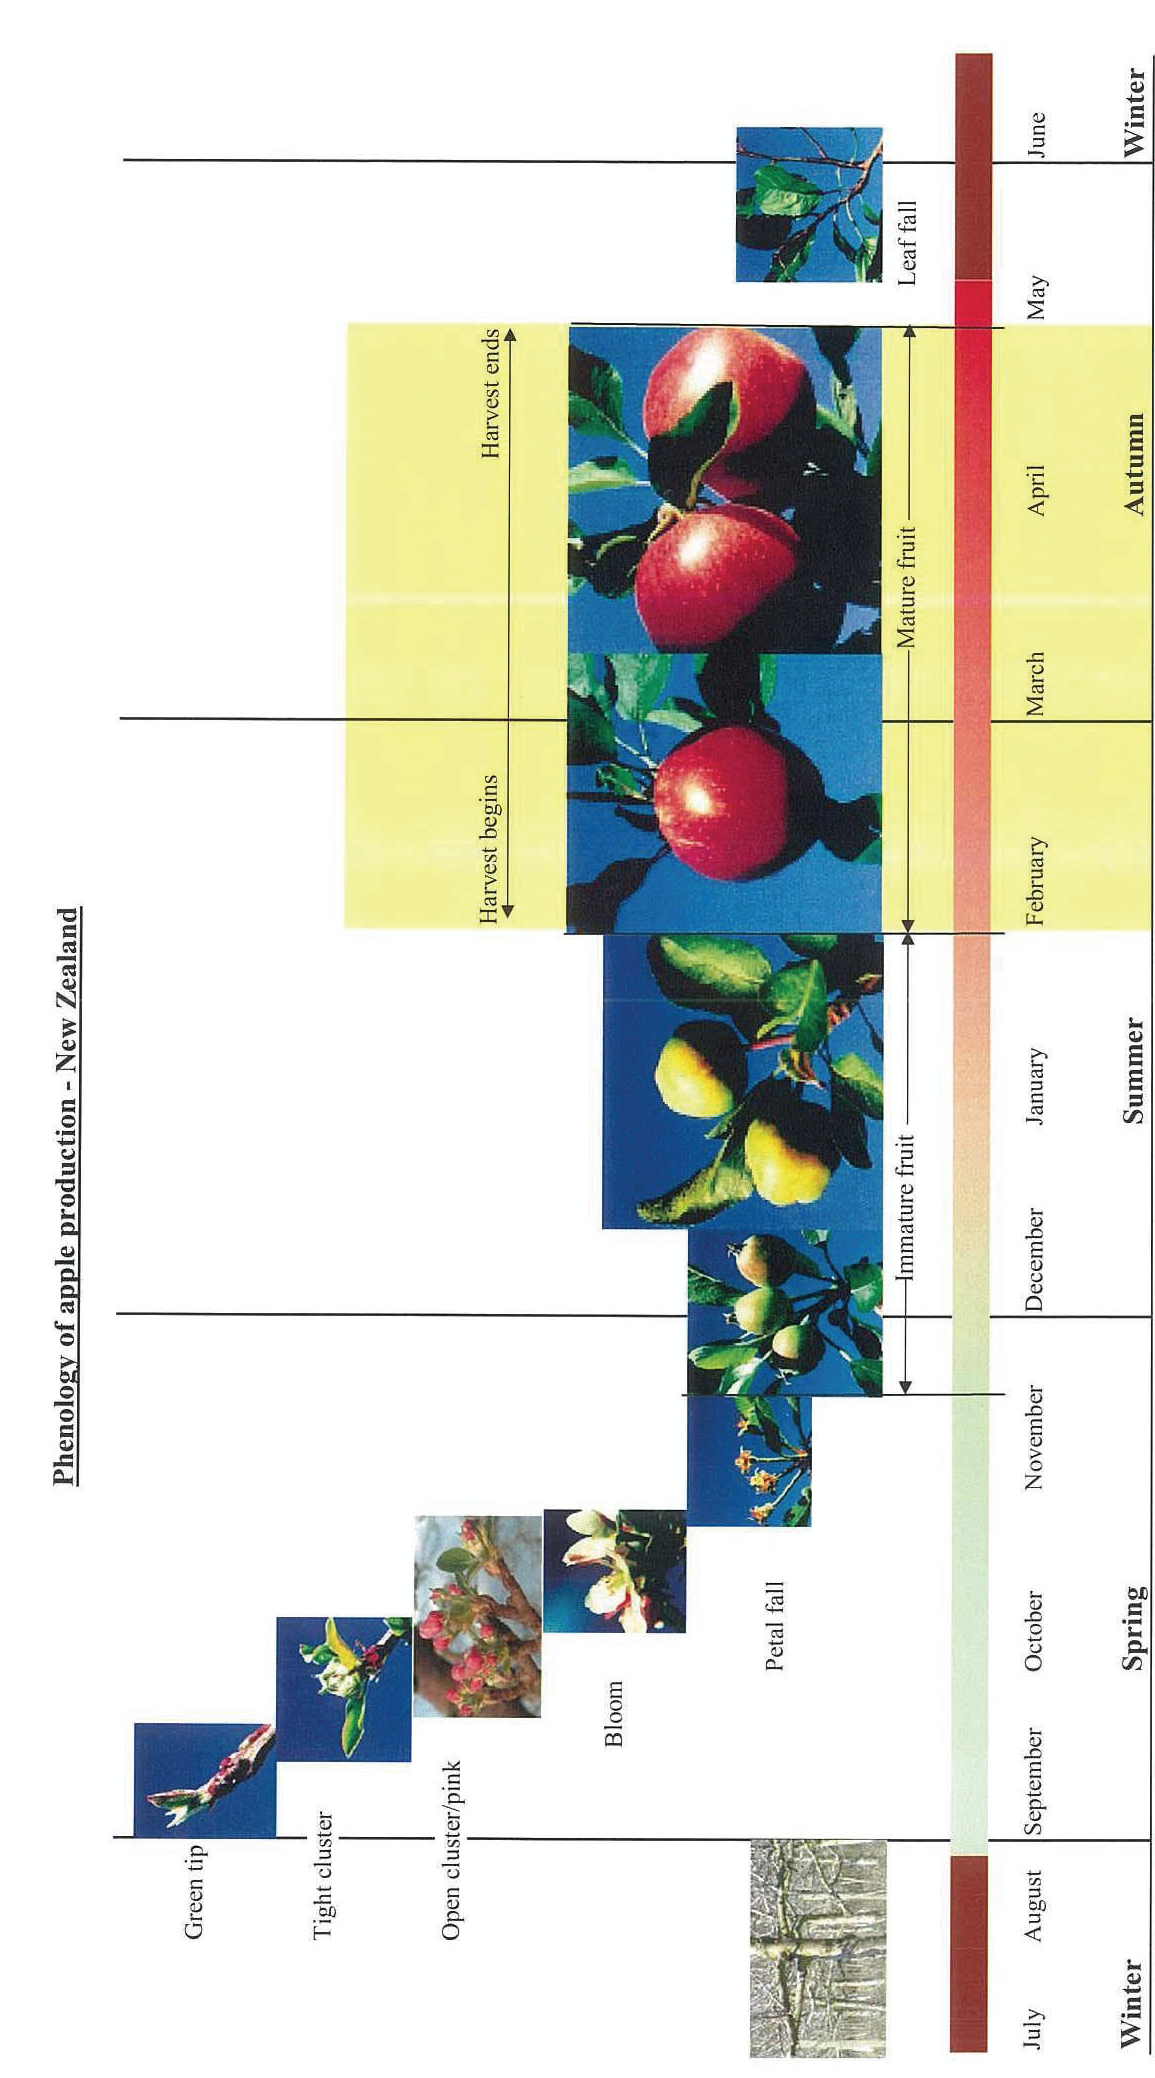 Phenology of apple production - New Zealand
Green tip
Tight cluster
Open cluster/pink
Harvest begins
Harvest ends
Bloom
Petal fall
Immature fruit
Mature fruit
Leaf fall
July
August
September
October
November
December
January
February
March
April
May
June
Winter
Spring
Summer
Autumn
Winter